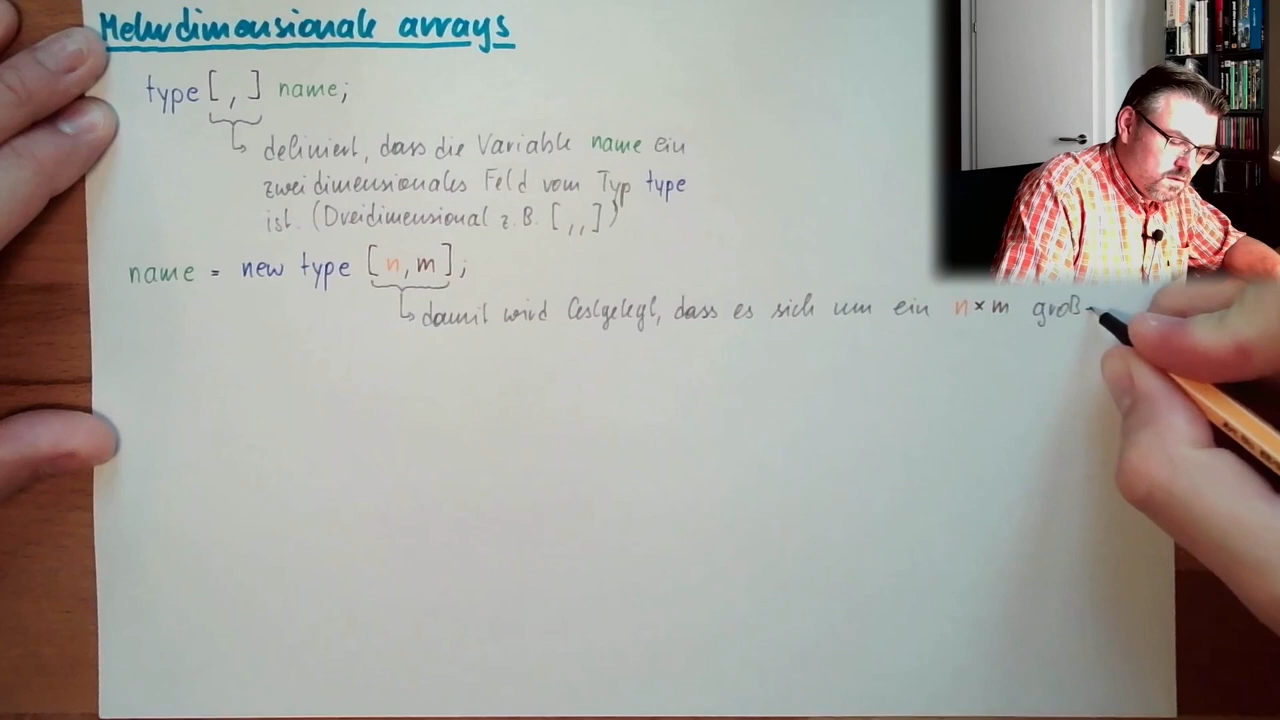 Mehrdimensionale arrays
type [ , ] name;
definiert, dass die Variable name ein
zweidimensionales Feld vom Typ type
ist. (Dreidimensional z.B. [ , , ])
name = new type [n,m];
damit wird festgelegt, dass es sich um ein n×m groß